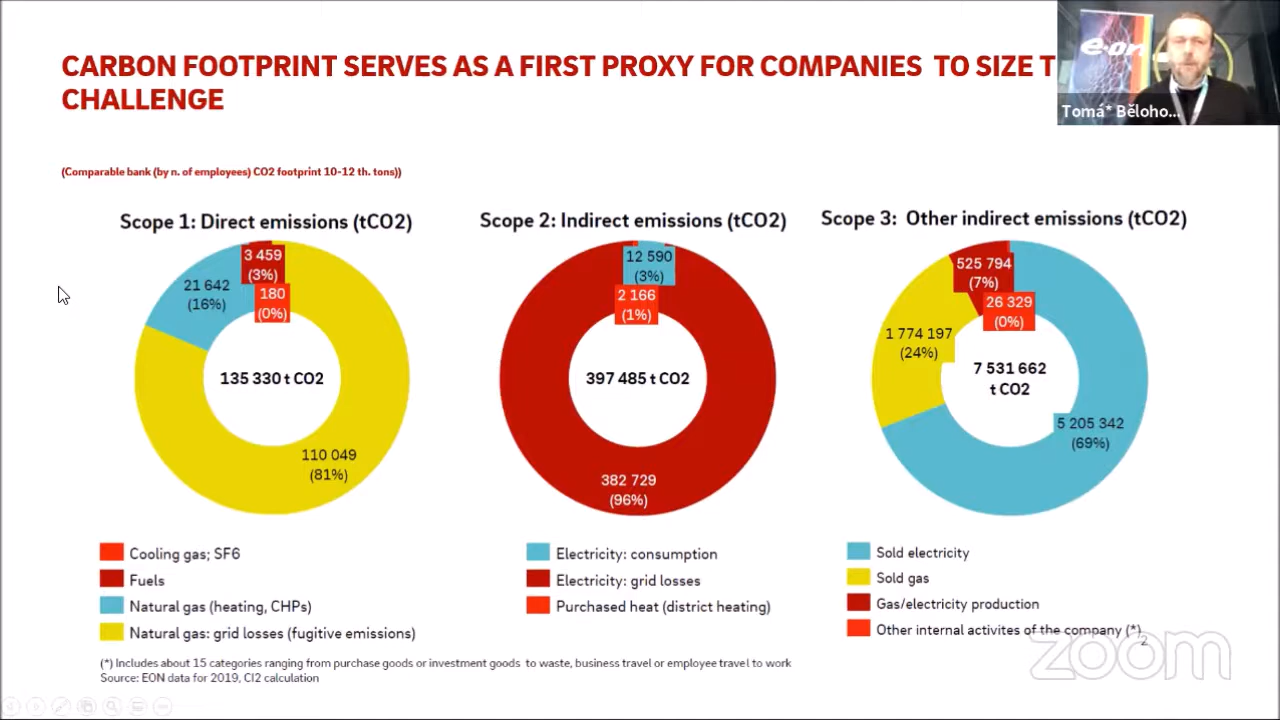 CARBON FOOTPRINT SERVES AS A FIRST PROXY FOR COMPANIES TO SIZE T
CHALLENGE
e·on
Tomá* Běloho...
(Comparable bank (by n. of employees) CO2 footprint 10-12 th. tons))
Scope 1: Direct emissions (tCO2)
3 459
(3%)
21 642
(16%)
180
(0%)
135 330 t CO2
110 049
(81%)
Cooling gas; SF6
Fuels
Natural gas (heating, CHPs)
Natural gas: grid losses (fugitive emissions)
Scope 2: Indirect emissions (tCO2)
12 590
(3%)
2 166
(1%)
397 485 t CO2
382 729
(96%)
Electricity: consumption
Electricity: grid losses
Purchased heat (district heating)
Scope 3: Other indirect emissions (tCO2)
525 794
(7%)
26 329
(0%)
1 774 197
(24%)
7 531 662
t CO2
5 205 342
(69%)
Sold electricity
Sold gas
Gas/electricity production
Other internal activites of the company (*)
2
zoom
(*) Includes about 15 categories ranging from purchase goods or investment goods to waste, business travel or employee travel to work
Source: EON data for 2019, CI2 calculation